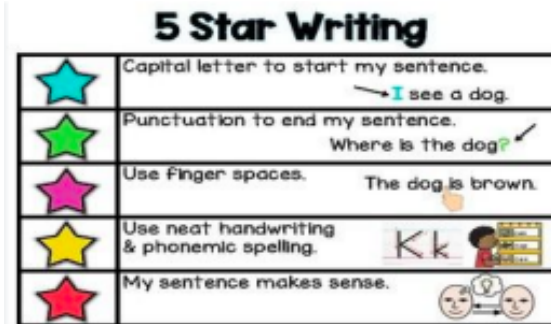 5 Star Writing
Capital letter to start my sentence.
I see a dog.
Punctuation to end my sentence.
Where is the dog?
Use finger spaces.
The dog is brown.
Use neat handwriting
& phonemic spelling.
Kk
My sentence makes sense.